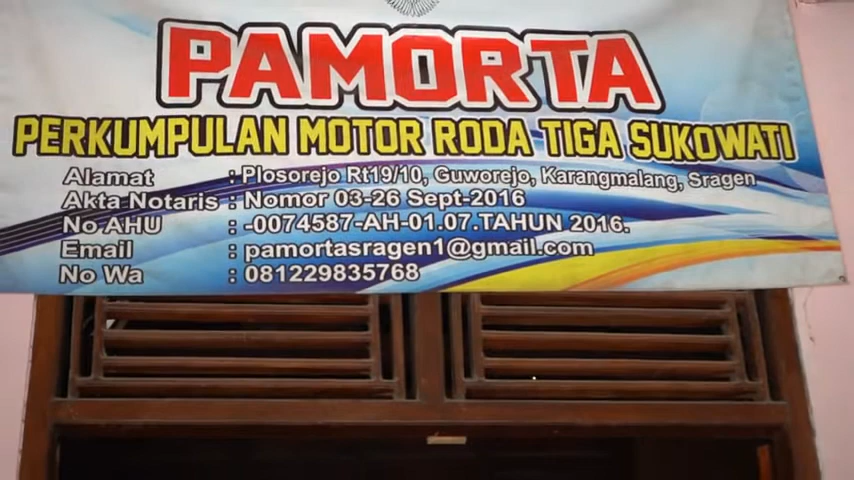 PAMORTA
PERKUMPULAN MOTOR RODA TIGA SUKOWATI
Alamat : Plosorejo Rt19/10, Guworejo, Karangmalang, Sragen
Akta Notaris : Nomor 03-26 Sept-2016
No AHU : -0074587-AH-01.07.TAHUN 2016.
Email : pamortasragen1@gmail.com
No Wa : 081229835768